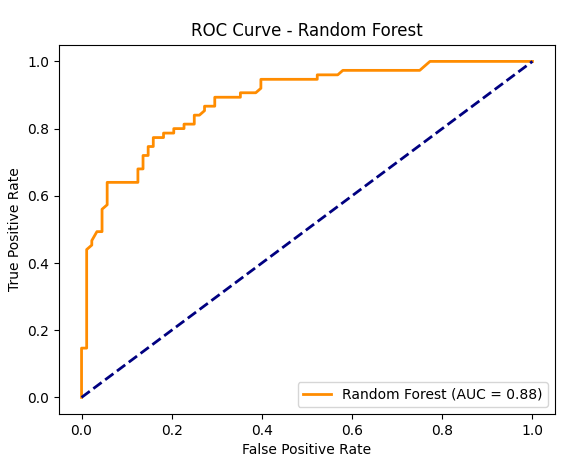 ROC Curve - Random Forest
True Positive Rate
1.0
0.8
0.6
0.4
0.2
0.0
Random Forest (AUC = 0.88)
0.0 0.2 0.4 0.6 0.8 1.0
False Positive Rate